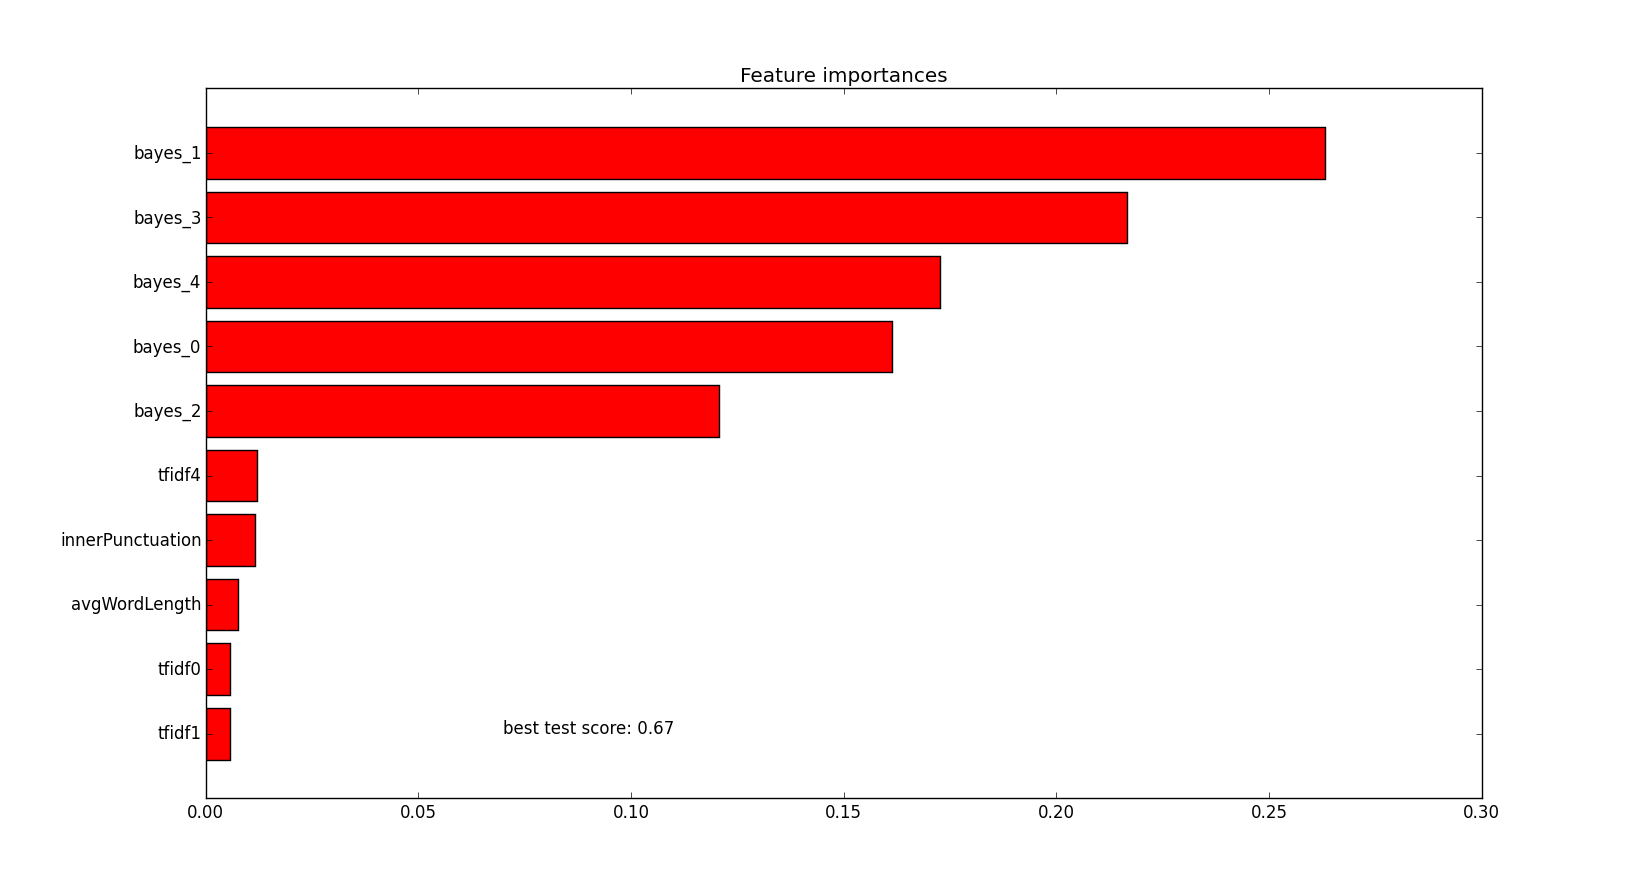 Feature importances
bayes_1
bayes_3
bayes_4
bayes_0
bayes_2
tfidf4
innerPunctuation
avgWordLength
tfidf0
tfidf1
best test score: 0.67
0.00 0.05 0.10 0.15 0.20 0.25 0.30